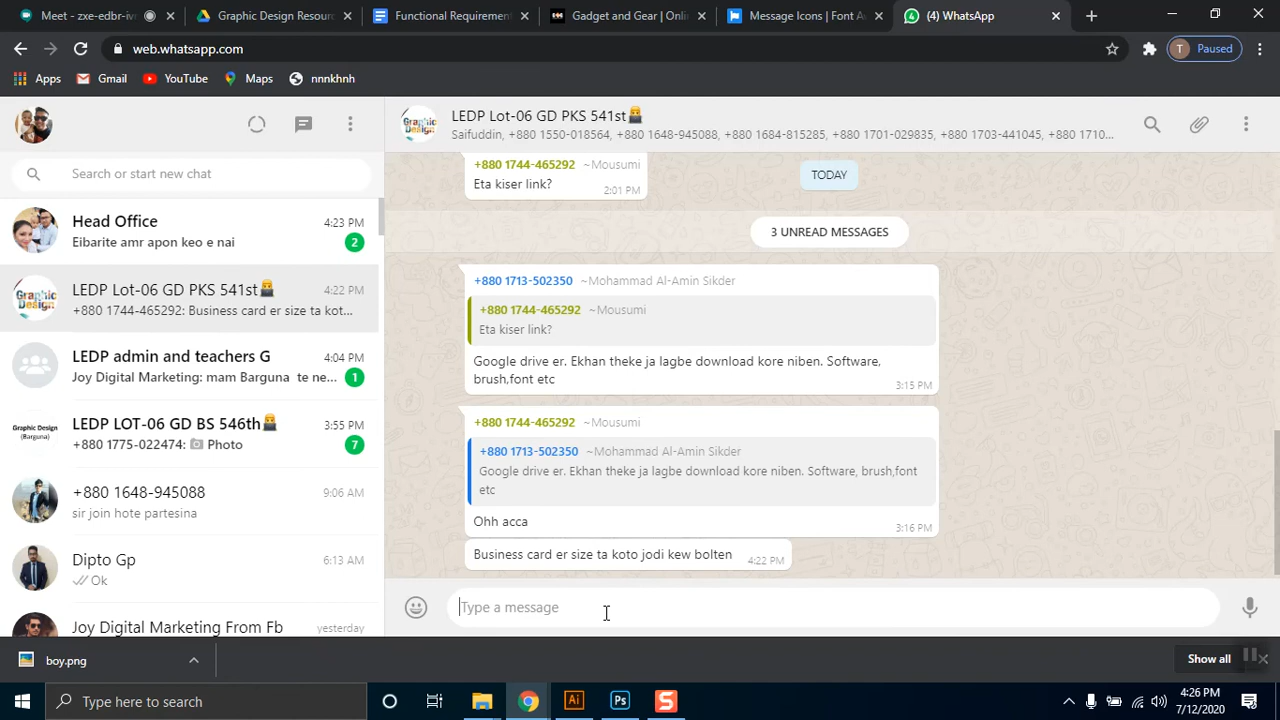 Meet - zxe-edbi-ivr
Graphic Design Resour
Functional Requirement
Gadget and Gear | Onlin
Message Icons | Font Aw
(4) WhatsApp
web.whatsapp.com
T Paused
Apps
Gmail
YouTube
Maps
nnnkhnh
LEDP Lot-06 GD PKS 541st
Saifuddin, +880 1550-018564, +880 1648-945088, +880 1684-815285, +880 1701-029835, +880 1703-441045, +880 1710...
Search or start new chat
Head Office 4:23 PM
Eibarite amr apon keo e nai 2
LEDP Lot-06 GD PKS 541st 4:22 PM
+880 1744-465292: Business card er size ta kot...
LEDP admin and teachers G 4:04 PM
Joy Digital Marketing: mam Barguna te ne... 1
LEDP LOT-06 GD BS 546th 3:55 PM
+880 1775-022474: Photo 7
+880 1648-945088 9:06 AM
sir join hote partesina
Dipto Gp 6:13 AM
Ok
Joy Digital Marketing From Fb yesterday
+880 1744-465292 ~Mousumi
Eta kiser link? 2:01 PM
TODAY
3 UNREAD MESSAGES
+880 1713-502350 ~Mohammad Al-Amin Sikder
+880 1744-465292 ~Mousumi
Eta kiser link?
Google drive er. Ekhan theke ja lagbe download kore niben. Software,
brush,font etc
3:15 PM
+880 1744-465292 ~Mousumi
+880 1713-502350 ~Mohammad Al-Amin Sikder
Google drive er. Ekhan theke ja lagbe download kore niben. Software, brush,font
etc
Ohh acca 3:16 PM
Business card er size ta koto jodi kew bolten 4:22 PM
Type a message
boy.png
Show all
Type here to search
Ai
Ps
S
4:26 PM
7/12/2020